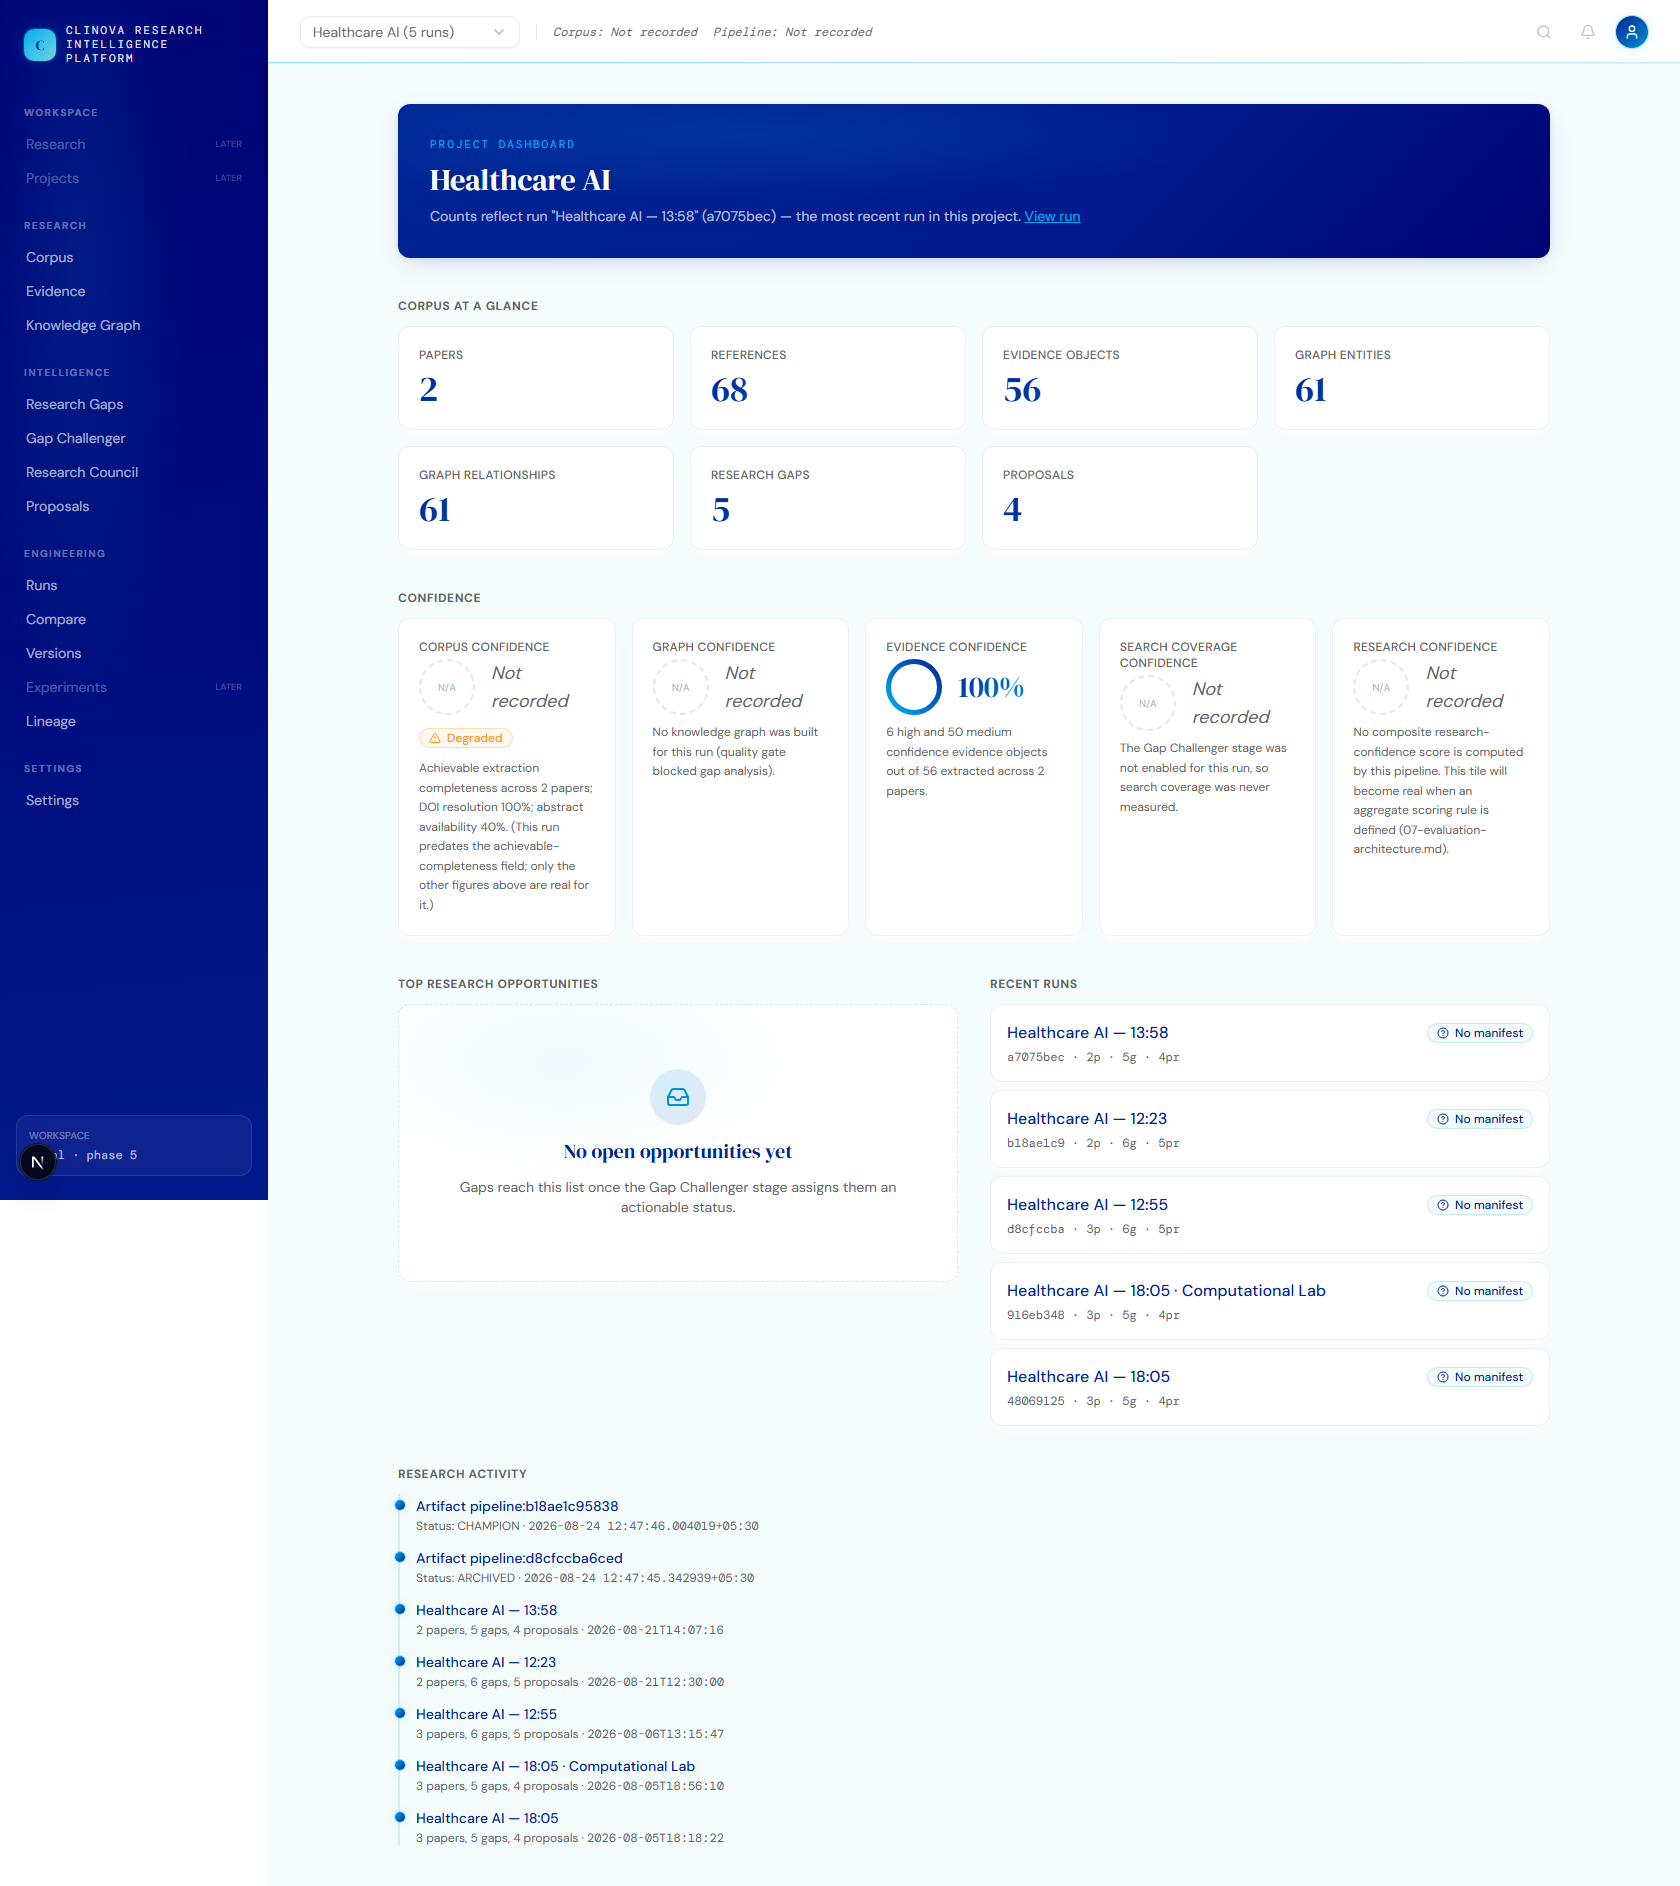 C
CLINOVA RESEARCH
INTELLIGENCE
PLATFORM
WORKSPACE
Research LATER
Projects LATER
RESEARCH
Corpus
Evidence
Knowledge Graph
INTELLIGENCE
Research Gaps
Gap Challenger
Research Council
Proposals
ENGINEERING
Runs
Compare
Versions
Experiments LATER
Lineage
SETTINGS
Settings
WORKSPACE
· phase 5
N
Healthcare AI (5 runs)
Corpus: Not recorded Pipeline: Not recorded
PROJECT DASHBOARD
Healthcare AI
Counts reflect run "Healthcare AI — 13:58" (a7075bec) — the most recent run in this project. View run
CORPUS AT A GLANCE
PAPERS
2
REFERENCES
68
EVIDENCE OBJECTS
56
GRAPH ENTITIES
61
GRAPH RELATIONSHIPS
61
RESEARCH GAPS
5
PROPOSALS
4
CONFIDENCE
CORPUS CONFIDENCE
N/A
Not
recorded
Degraded
Achievable extraction
completeness across 2 papers;
DOI resolution 100%; abstract
availability 40%. (This run
predates the achievable-
completeness field; only the
other figures above are real for
it.)
GRAPH CONFIDENCE
N/A
Not
recorded
No knowledge graph was built
for this run (quality gate
blocked gap analysis).
EVIDENCE CONFIDENCE
100%
6 high and 50 medium
confidence evidence objects
out of 56 extracted across 2
papers.
SEARCH COVERAGE
CONFIDENCE
N/A
Not
recorded
The Gap Challenger stage was
not enabled for this run, so
search coverage was never
measured.
RESEARCH CONFIDENCE
N/A
Not
recorded
No composite research-
confidence score is computed
by this pipeline. This tile will
become real when an
aggregate scoring rule is
defined (07-evaluation-
architecture.md).
TOP RESEARCH OPPORTUNITIES
No open opportunities yet
Gaps reach this list once the Gap Challenger stage assigns them an
actionable status.
RECENT RUNS
Healthcare AI — 13:58
No manifest
a7075bec · 2p · 5g · 4pr
Healthcare AI — 12:23
No manifest
b18ae1c9 · 2p · 6g · 5pr
Healthcare AI — 12:55
No manifest
d8cfccba · 3p · 6g · 5pr
Healthcare AI — 18:05 · Computational Lab
No manifest
916eb348 · 3p · 5g · 4pr
Healthcare AI — 18:05
No manifest
48069125 · 3p · 5g · 4pr
RESEARCH ACTIVITY
Artifact pipeline:b18ae1c95838
Status: CHAMPION · 2026-08-24 12:47:46.004019+05:30
Artifact pipeline:d8cfccba6ced
Status: ARCHIVED · 2026-08-24 12:47:45.342939+05:30
Healthcare AI — 13:58
2 papers, 5 gaps, 4 proposals · 2026-08-21T14:07:16
Healthcare AI — 12:23
2 papers, 6 gaps, 5 proposals · 2026-08-21T12:30:00
Healthcare AI — 12:55
3 papers, 6 gaps, 5 proposals · 2026-08-06T13:15:47
Healthcare AI — 18:05 · Computational Lab
3 papers, 5 gaps, 4 proposals · 2026-08-05T18:56:10
Healthcare AI — 18:05
3 papers, 5 gaps, 4 proposals · 2026-08-05T18:18:22